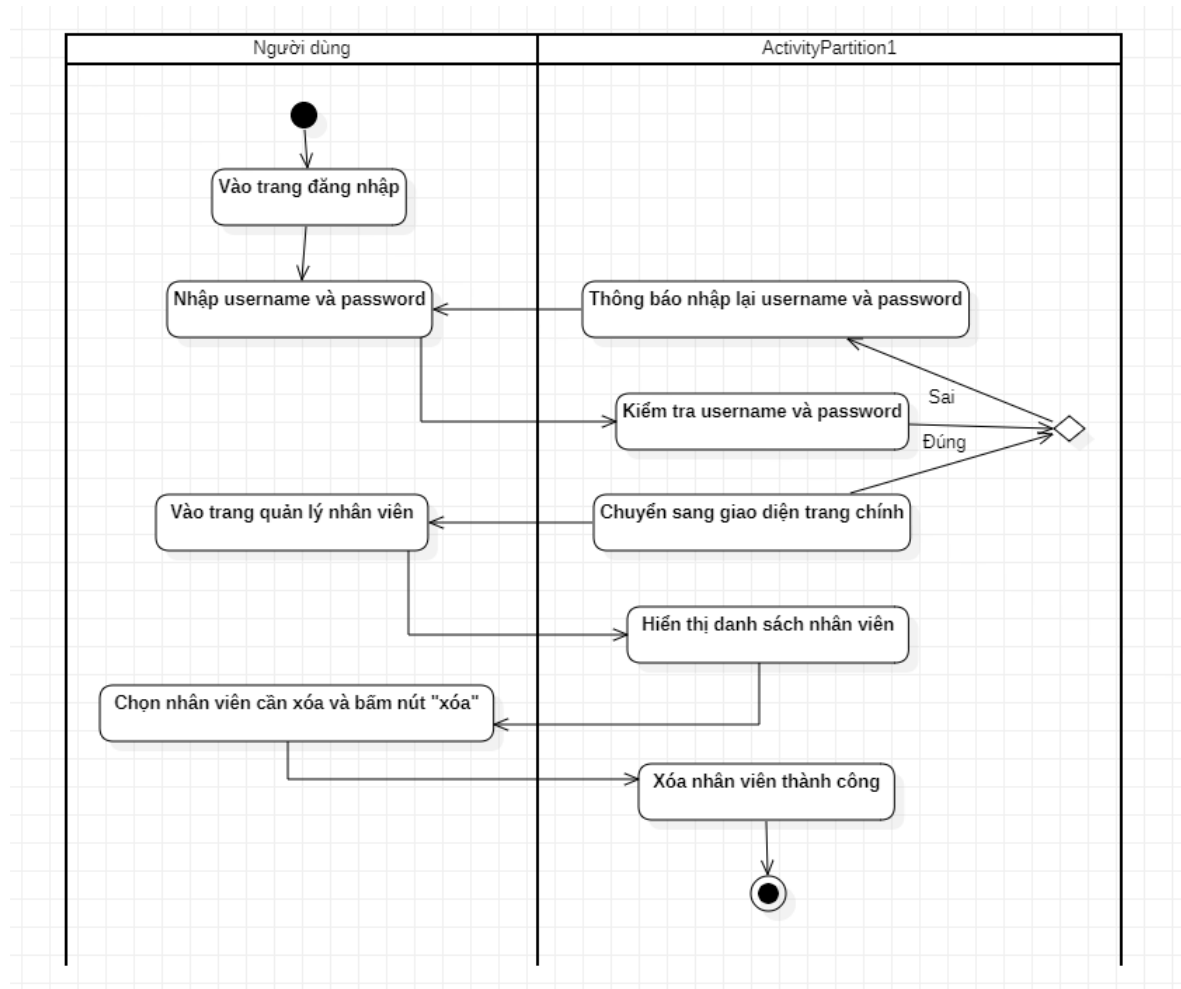 Người dùng
ActivityPartition1
Vào trang đăng nhập
Nhập username và password
Thông báo nhập lại username và password
Sai
Kiểm tra username và password
Đúng
Vào trang quản lý nhân viên
Chuyển sang giao diện trang chính
Hiển thị danh sách nhân viên
Chọn nhân viên cần xóa và bấm nút "xóa"
Xóa nhân viên thành công